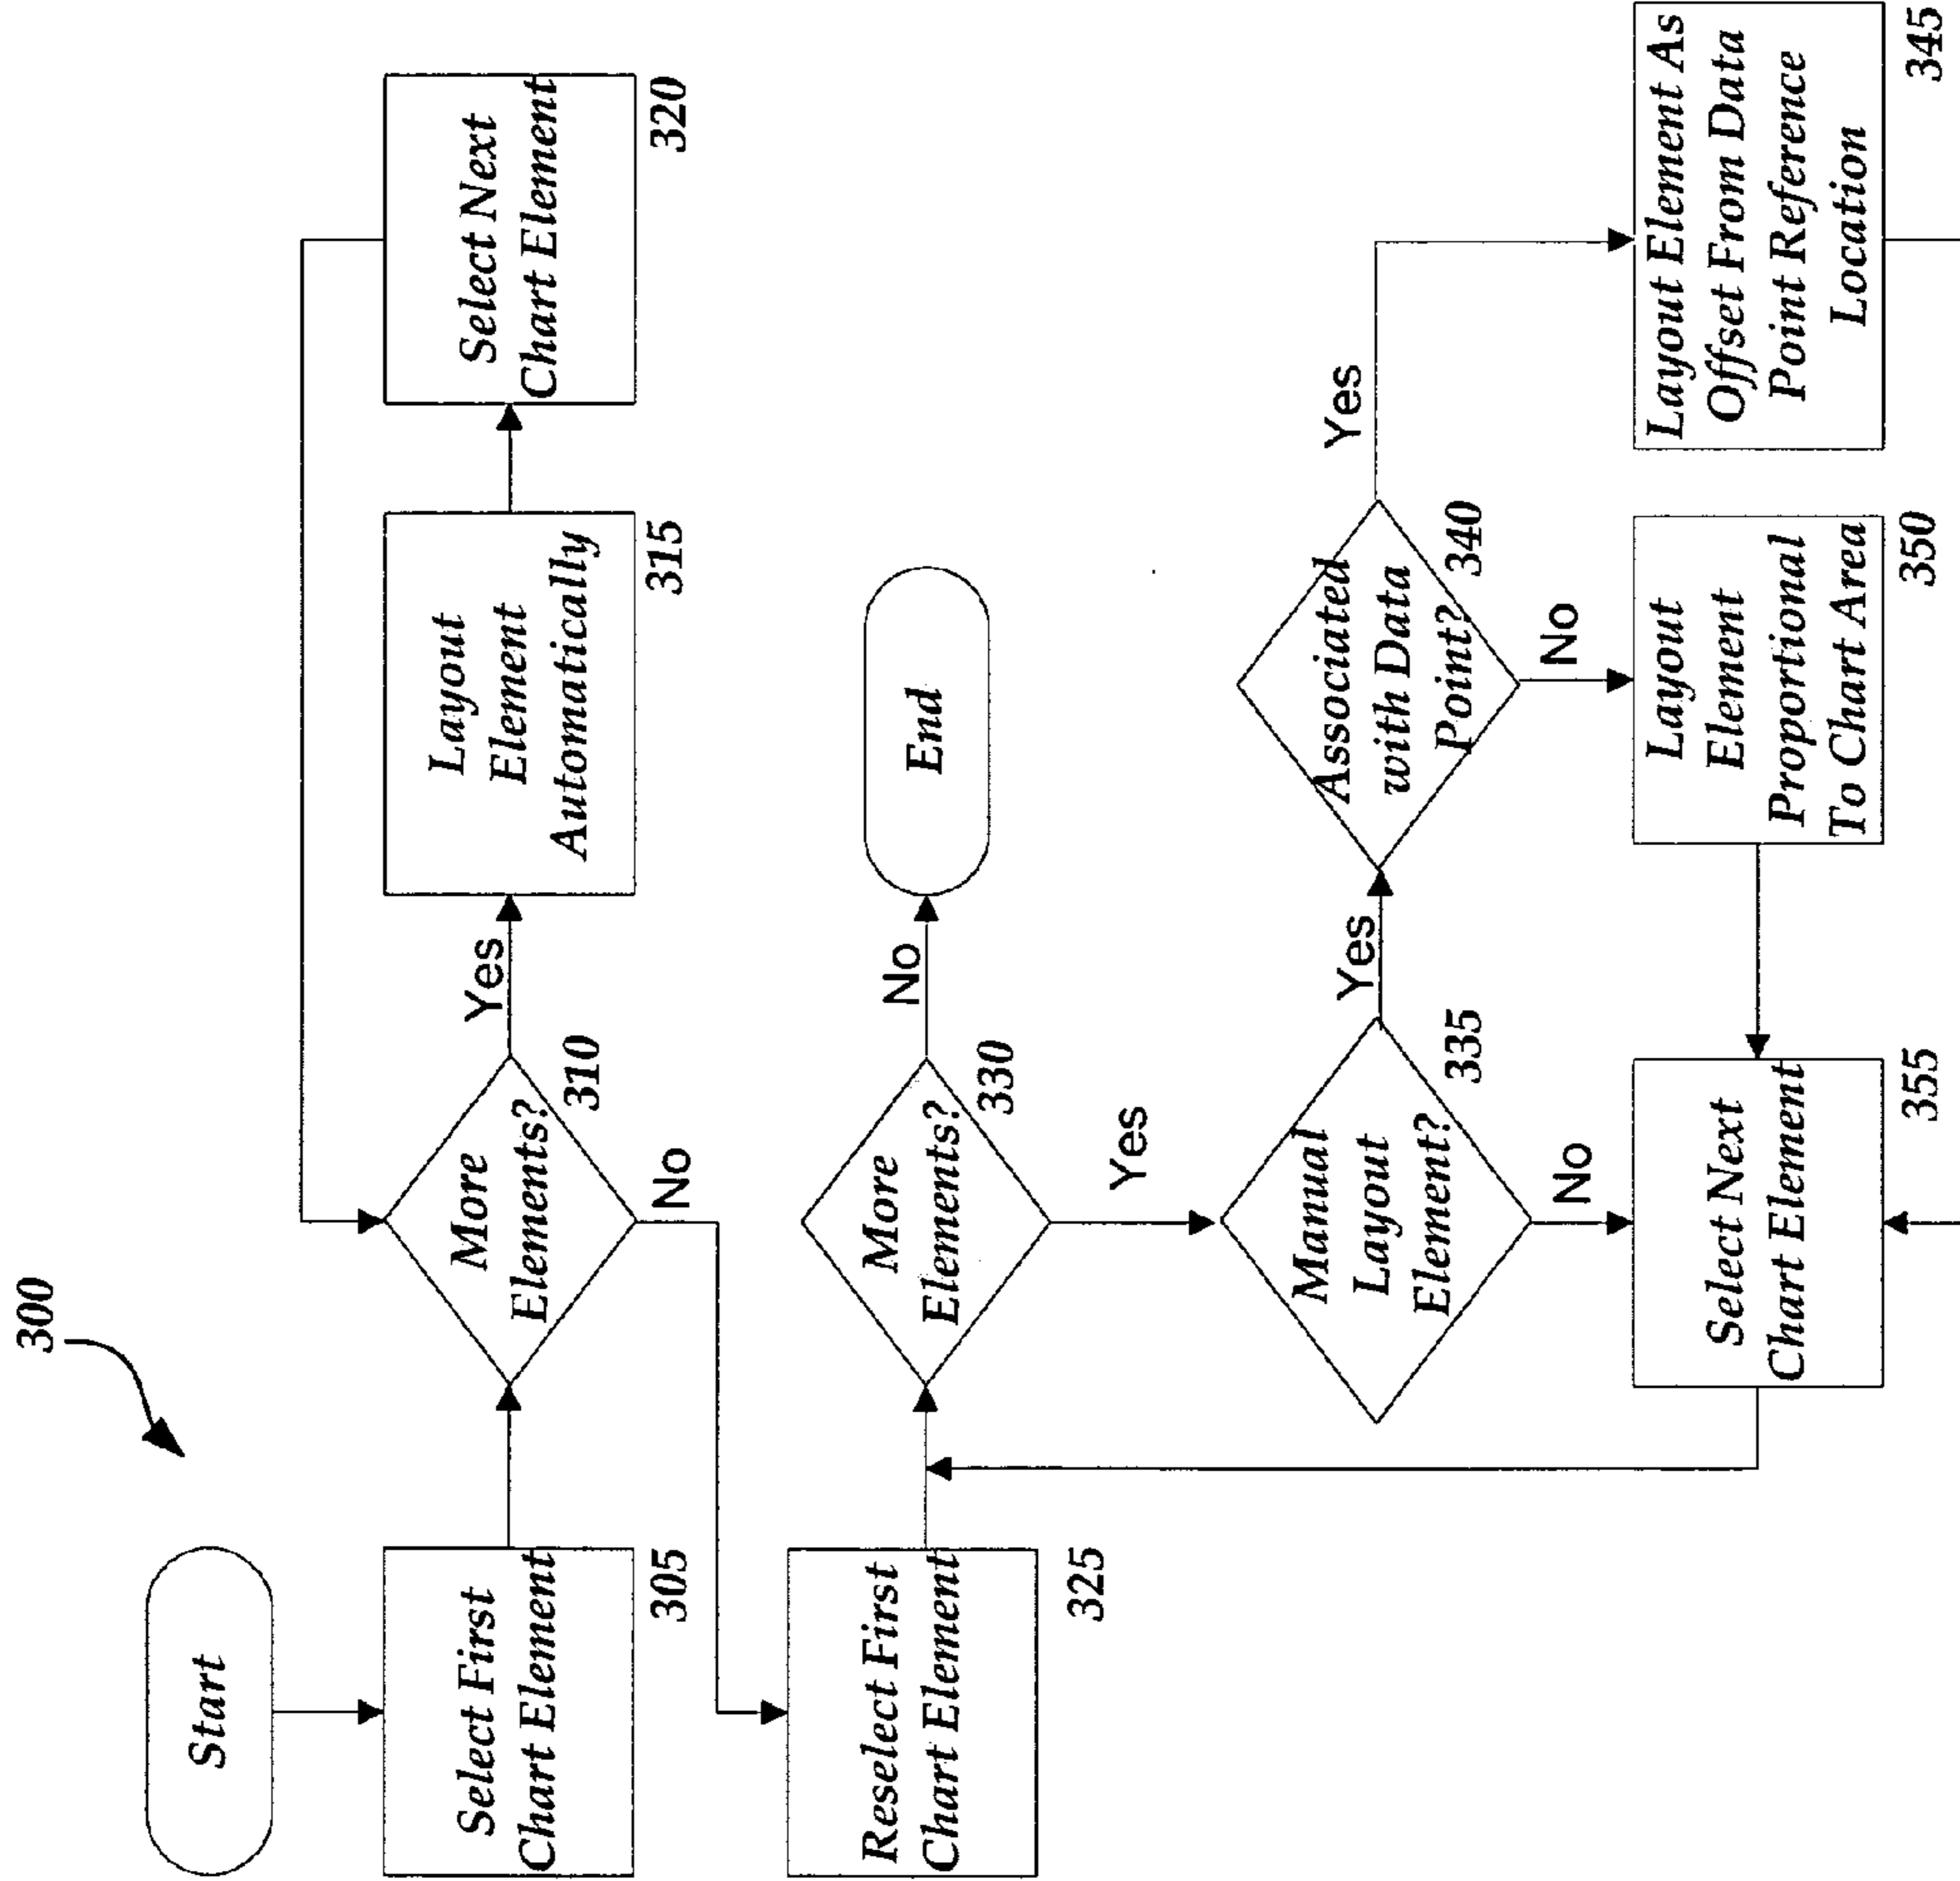 300
Start
Select First
Chart Element
305
More
Elements?
310
Yes
No
Layout
Element
Automatically
315
Select Next
Chart Element
320
Reselect First
Chart Element
325
More
Elements?
330
No
Yes
End
Manual
Layout
Element?
335
Yes
No
Associated
with Data
Point?
340
Yes
No
Layout Element As
Offset From Data
Point Reference
Location
345
Layout
Element
Proportional
To Chart Area
350
Select Next
Chart Element
355